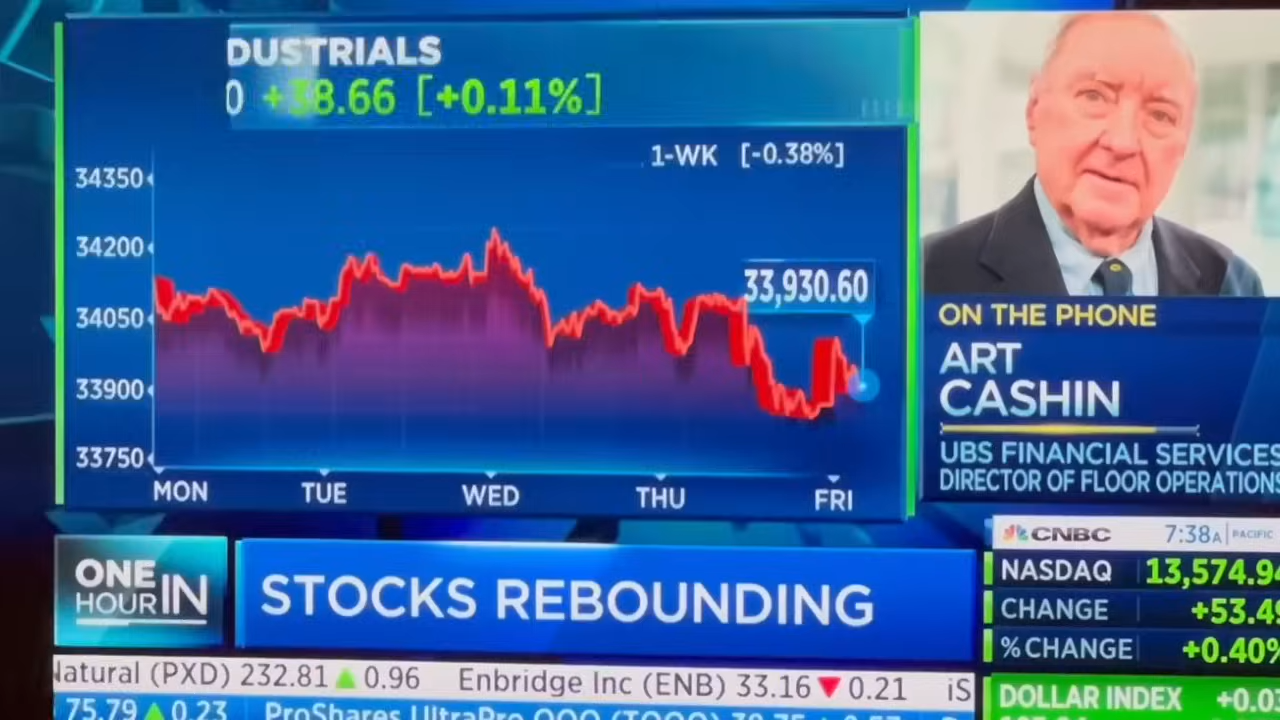 DUSTRIALS
0 +38.66 [+0.11%]
1-WK [-0.38%]
34350
34200
34050
33900
33750
33,930.60
MON TUE WED THU FRI
ON THE PHONE
ART
CASHIN
UBS FINANCIAL SERVICES
DIRECTOR OF FLOOR OPERATIONS
ONE
HOUR IN
STOCKS REBOUNDING
CNBC 7:38A PACIFIC
NASDAQ 13,574.94
CHANGE +53.49
% CHANGE +0.40%
Natural (PXD) 232.81 ▲ 0.96 Enbridge Inc (ENB) 33.16 ▼ 0.21 iS
75.79 ▲ 0.23 ProShares UltraPro QQQ (TQQQ)
DOLLAR INDEX +0.03